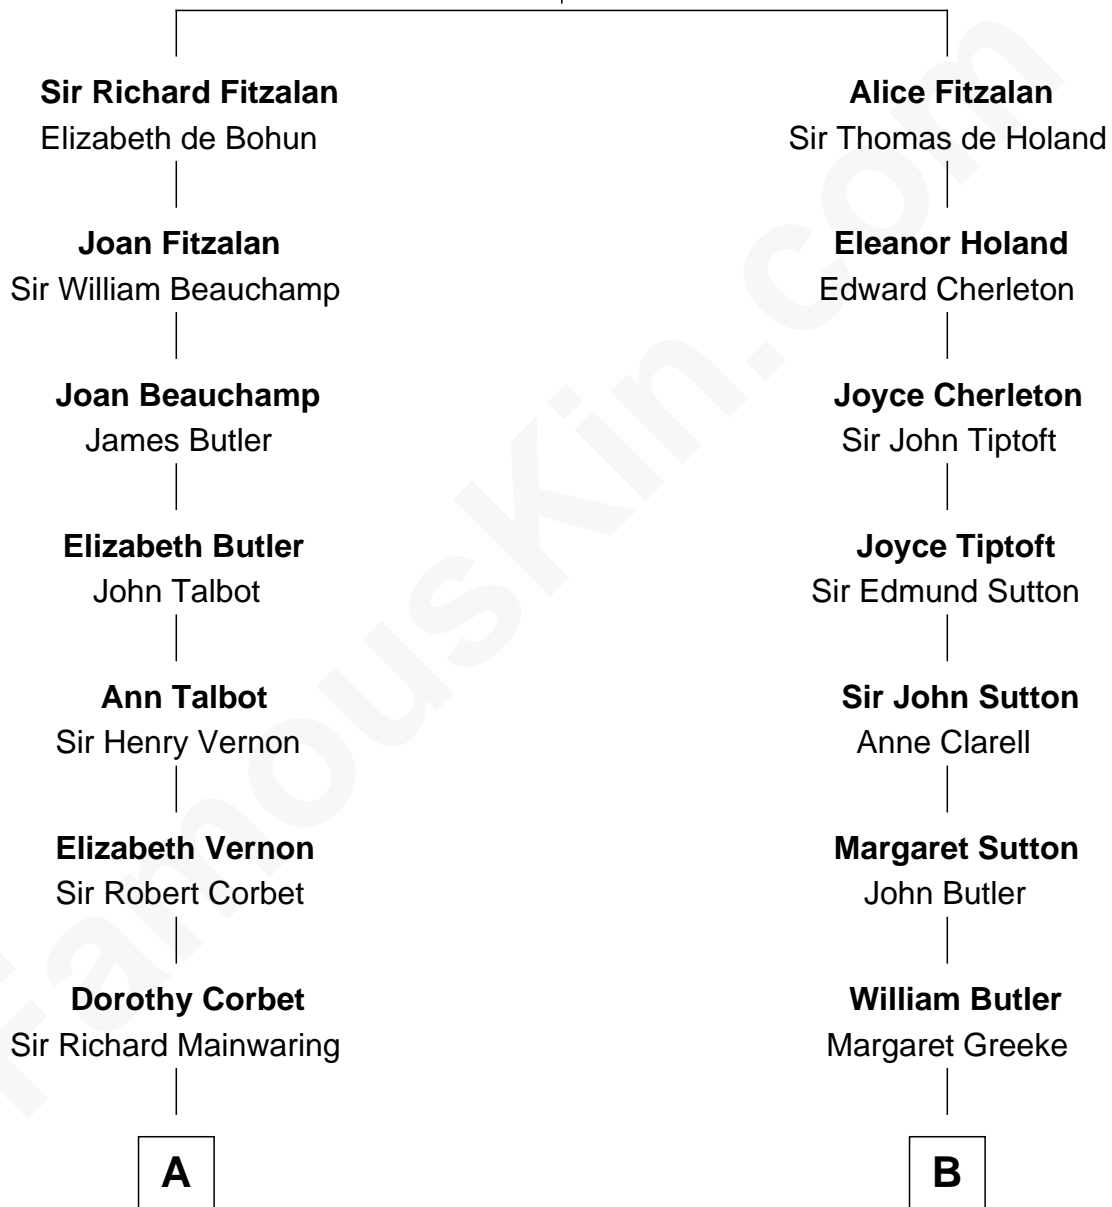 Sir Richard Fitzalan
Elizabeth de Bohun
Joan Fitzalan
Sir William Beauchamp
Joan Beauchamp
James Butler
Elizabeth Butler
John Talbot
Ann Talbot
Sir Henry Vernon
Elizabeth Vernon
Sir Robert Corbet
Dorothy Corbet
Sir Richard Mainwaring
A
Alice Fitzalan
Sir Thomas de Holand
Eleanor Holand
Edward Cherleton
Joyce Cherleton
Sir John Tiptoft
Joyce Tiptoft
Sir Edmund Sutton
Sir John Sutton
Anne Clarell
Margaret Sutton
John Butler
William Butler
Margaret Greeke
B
FamousKin.com